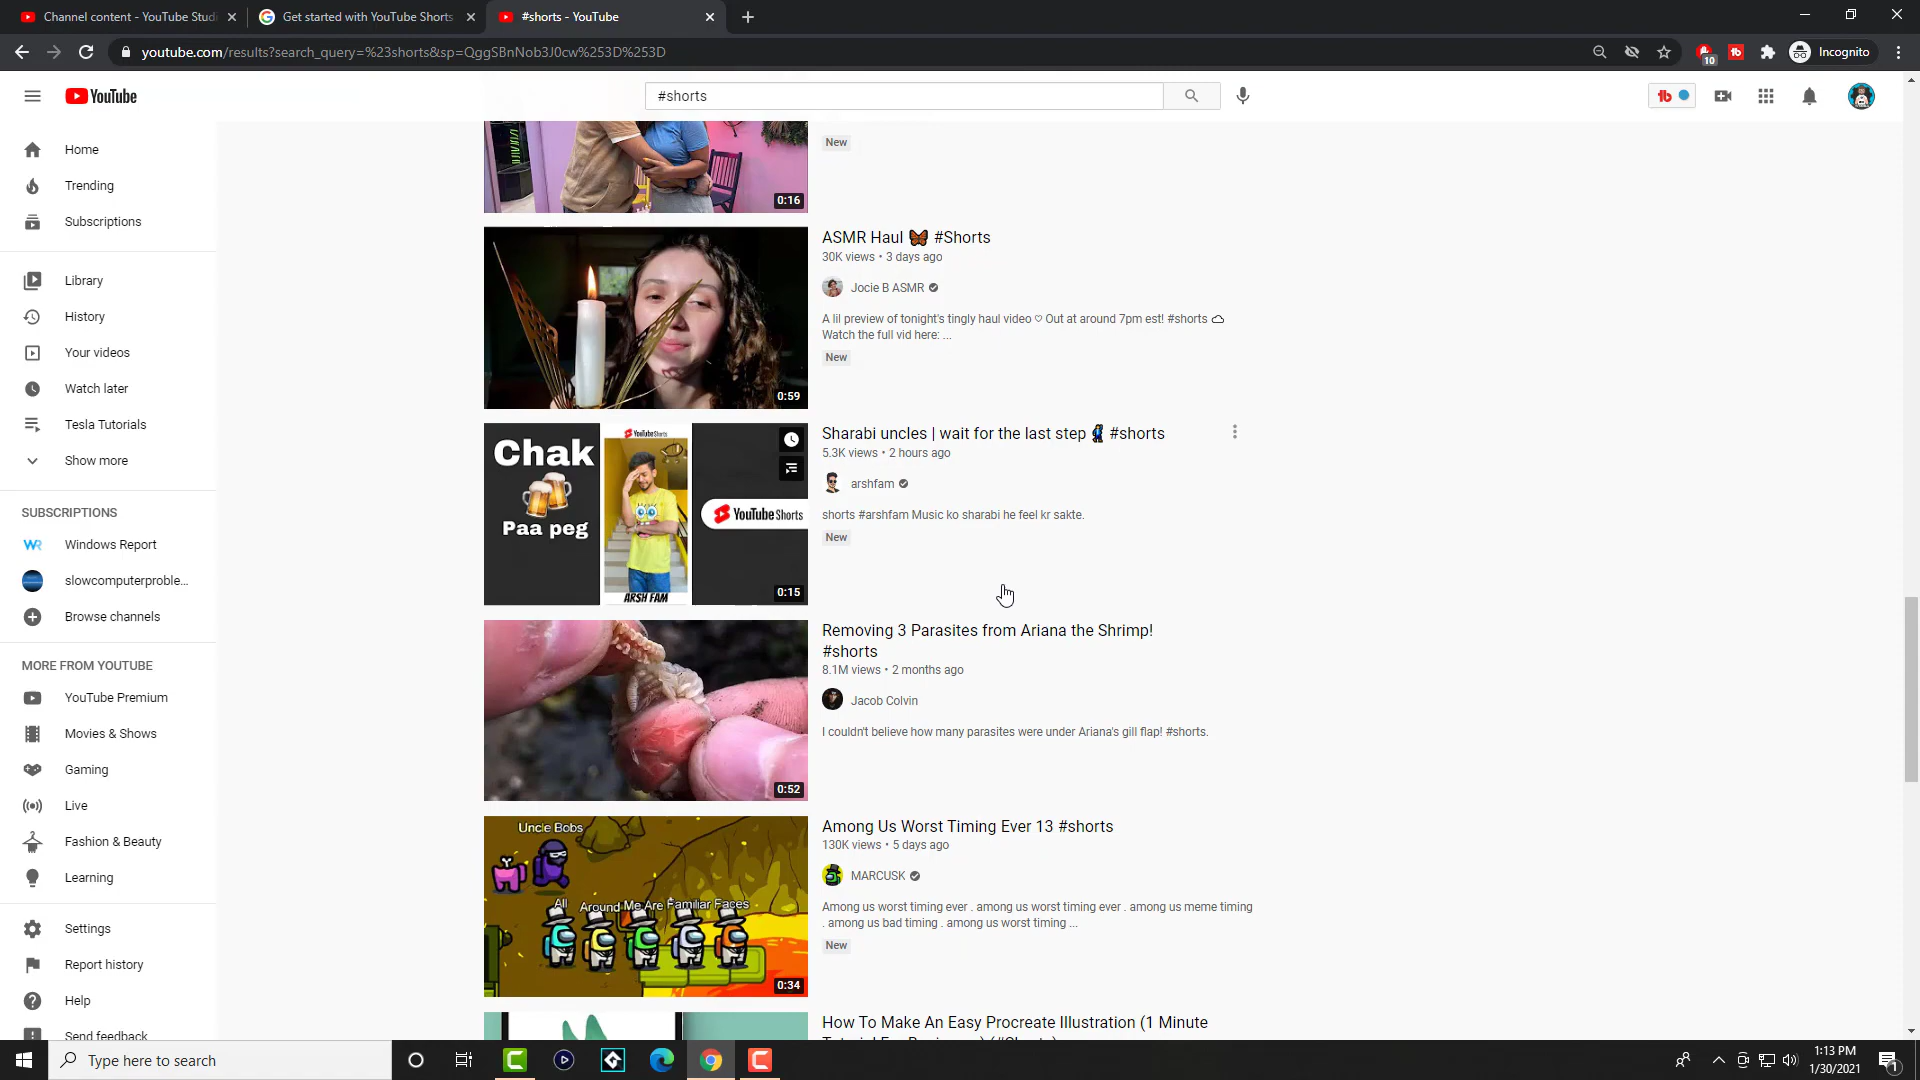 Channel content - YouTube Studi
Get started with YouTube Shorts
#shorts - YouTube
youtube.com/results?search_query=%23shorts&sp=QggSBnNob3J0cw%253D%253D
10
Incognito
YouTube
#shorts
Home
Trending
Subscriptions
Library
History
Your videos
Watch later
Tesla Tutorials
Show more
SUBSCRIPTIONS
Windows Report
slowcomputerproble...
Browse channels
MORE FROM YOUTUBE
YouTube Premium
Movies & Shows
Gaming
Live
Fashion & Beauty
Learning
Settings
Report history
Help
Send feedback
New
0:16
ASMR Haul 🦋 #Shorts
30K views • 3 days ago
Jocie B ASMR
A lil preview of tonight's tingly haul video ♡ Out at around 7pm est! #shorts
Watch the full vid here: ...
New
0:59
Chak
Paa peg
YouTube Shorts
YouTube Shorts
ARSH FAM
0:15
Sharabi uncles | wait for the last step #shorts
5.3K views • 2 hours ago
arshfam
shorts #arshfam Music ko sharabi he feel kr sakte.
New
0:52
Removing 3 Parasites from Ariana the Shrimp!
#shorts
8.1M views • 2 months ago
Jacob Colvin
I couldn't believe how many parasites were under Ariana's gill flap! #shorts.
Uncle Bobs
All Around Me Are Familiar Faces
0:34
Among Us Worst Timing Ever 13 #shorts
130K views • 5 days ago
MARCUSK
Among us worst timing ever . among us worst timing ever . among us meme timing
. among us bad timing . among us worst timing ...
New
How To Make An Easy Procreate Illustration (1 Minute
Type here to search
1:13 PM
1/30/2021
1